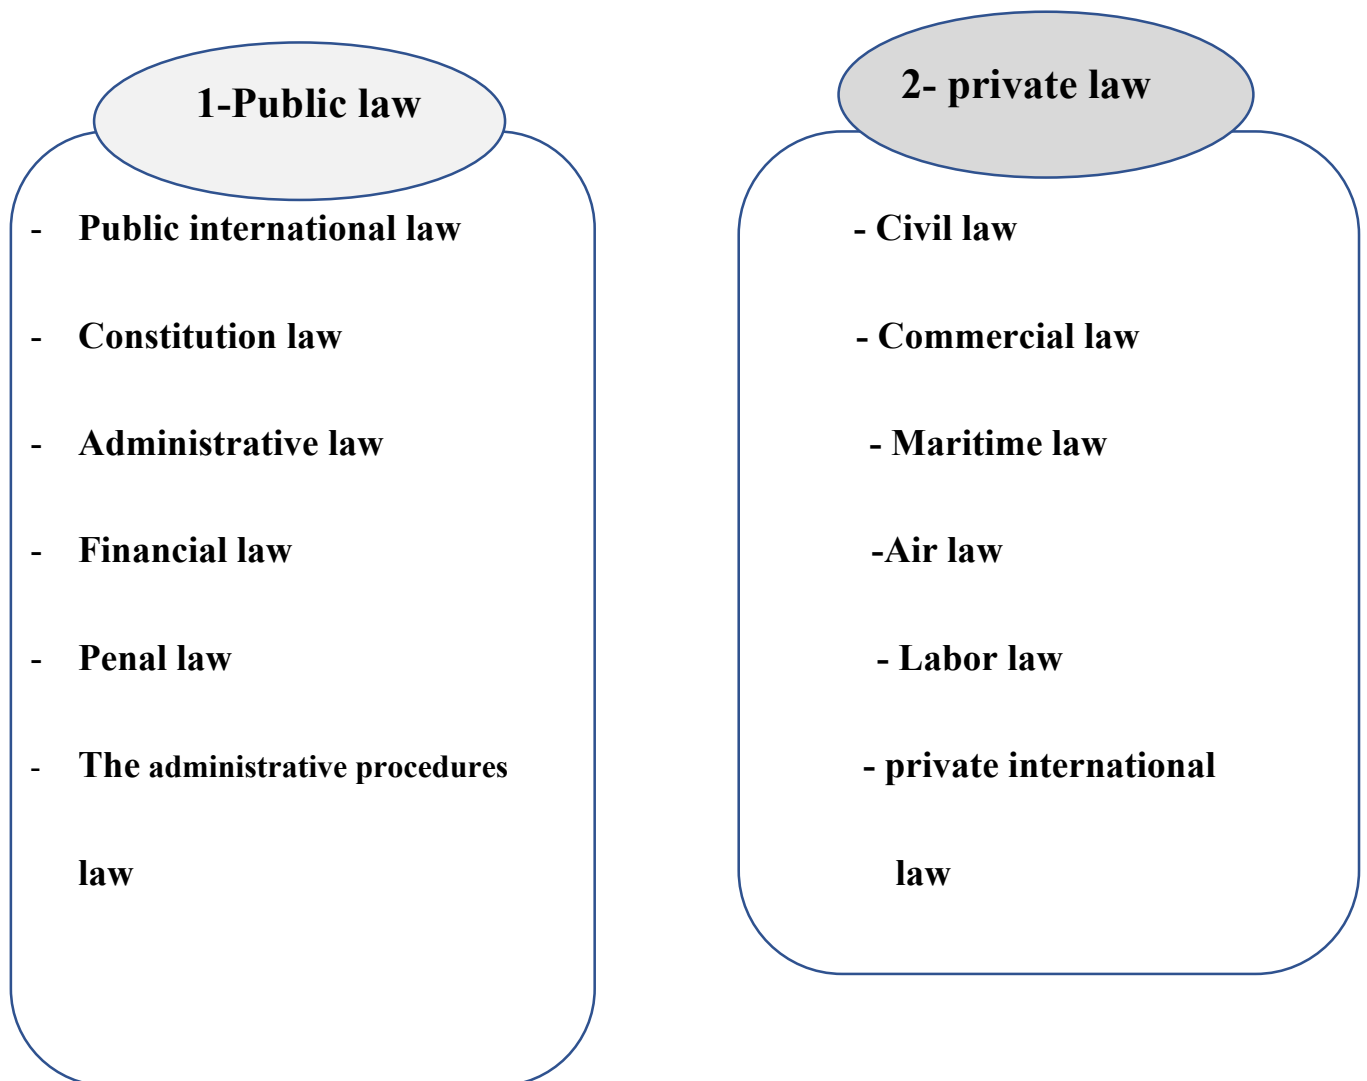 1-Public law
- Public international law
- Constitution law
- Administrative law
- Financial law
- Penal law
- The administrative procedures
law
2- private law
- Civil law
- Commercial law
- Maritime law
-Air law
- Labor law
- private international
law